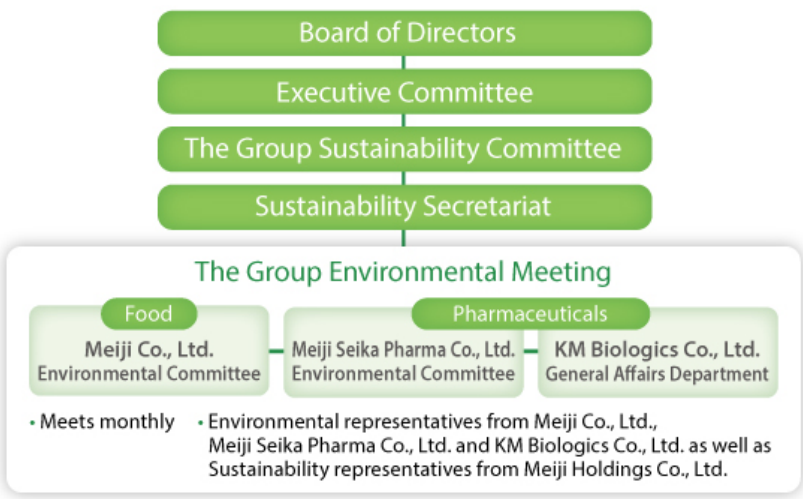 Board of Directors
Executive Committee
The Group Sustainability Committee
Sustainability Secretariat
The Group Environmental Meeting
Food
Meiji Co., Ltd.
Environmental Committee
Pharmaceuticals
Meiji Seika Pharma Co., Ltd.
Environmental Committee
KM Biologics Co., Ltd.
General Affairs Department
• Meets monthly
• Environmental representatives from Meiji Co., Ltd.,
Meiji Seika Pharma Co., Ltd. and KM Biologics Co., Ltd. as well as
Sustainability representatives from Meiji Holdings Co., Ltd.